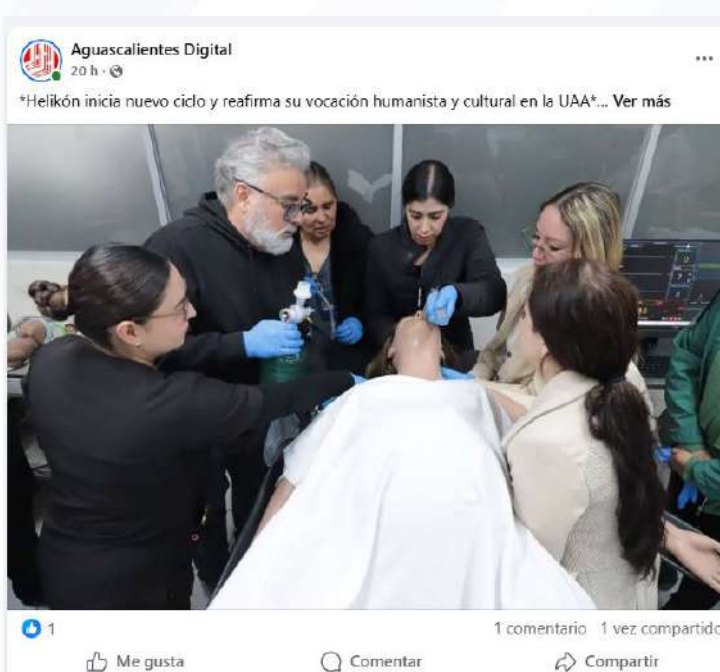 Aguascalientes Digital
20 h ·
*Helikón inicia nuevo ciclo y reafirma su vocación humanista y cultural en la UAA*... Ver más
1
1 comentario 1 vez compartido
Me gusta
Comentar
Compartir